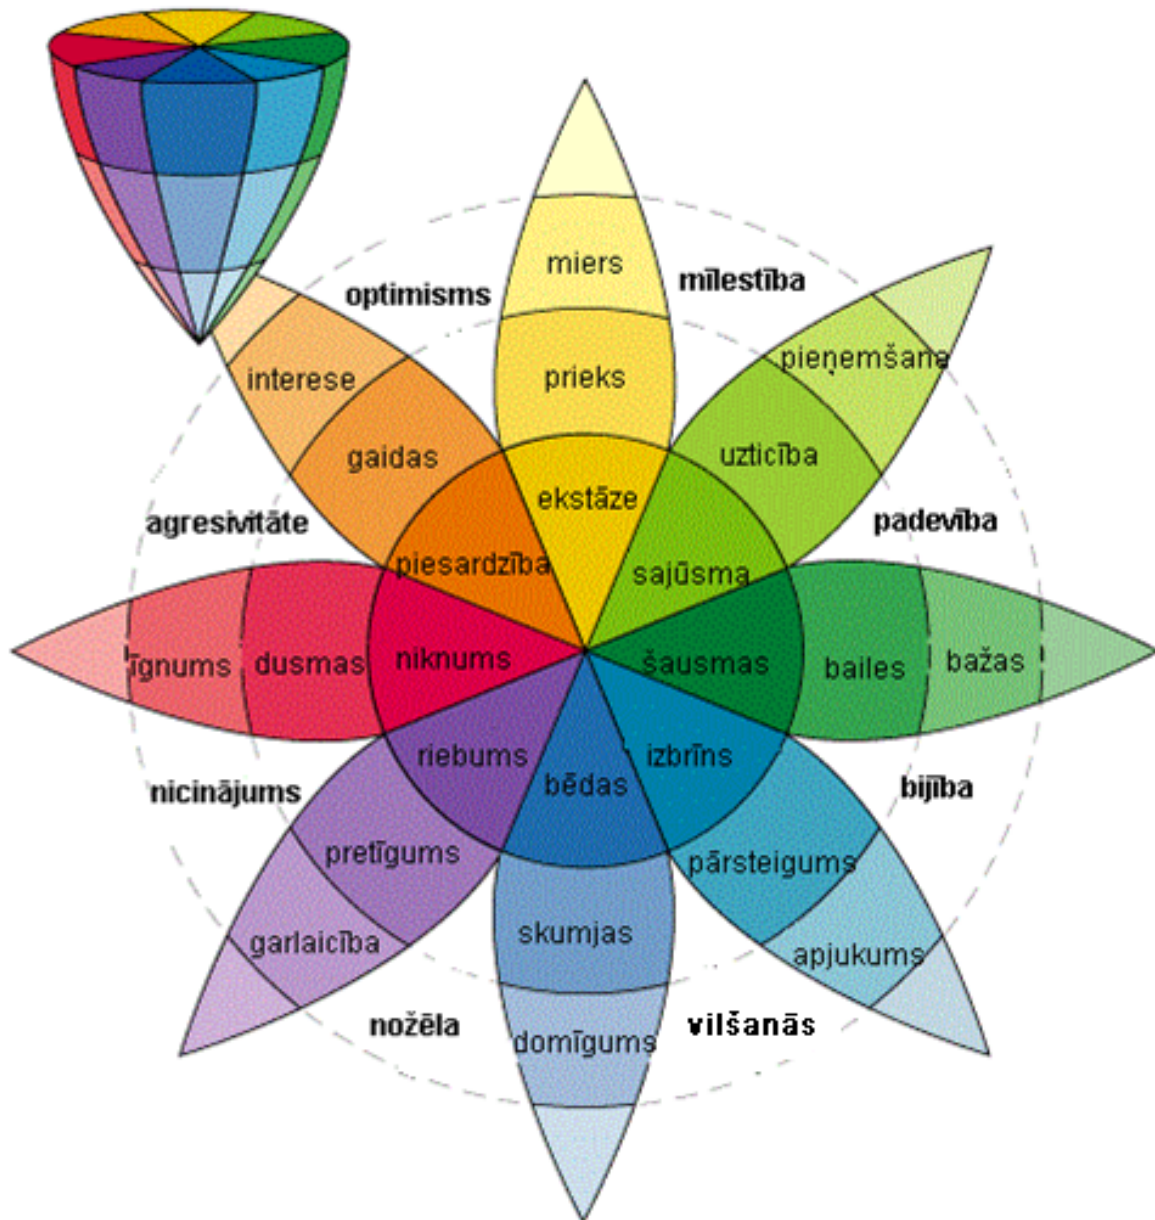 miers
optimisms
mīlestība
pieņemšana
interese
prieks
gaidas
uzticība
ekstāze
agresivitāte
padevība
piesardzība
sajūsma
īgnums
dusmas
niknums
šausmas
bailes
bažas
riebums
izbrīns
bēdas
nicinājums
bijība
pretīgums
pārsteigums
garlaicība
skumjas
apjukums
nožēla
vilšanās
domīgums